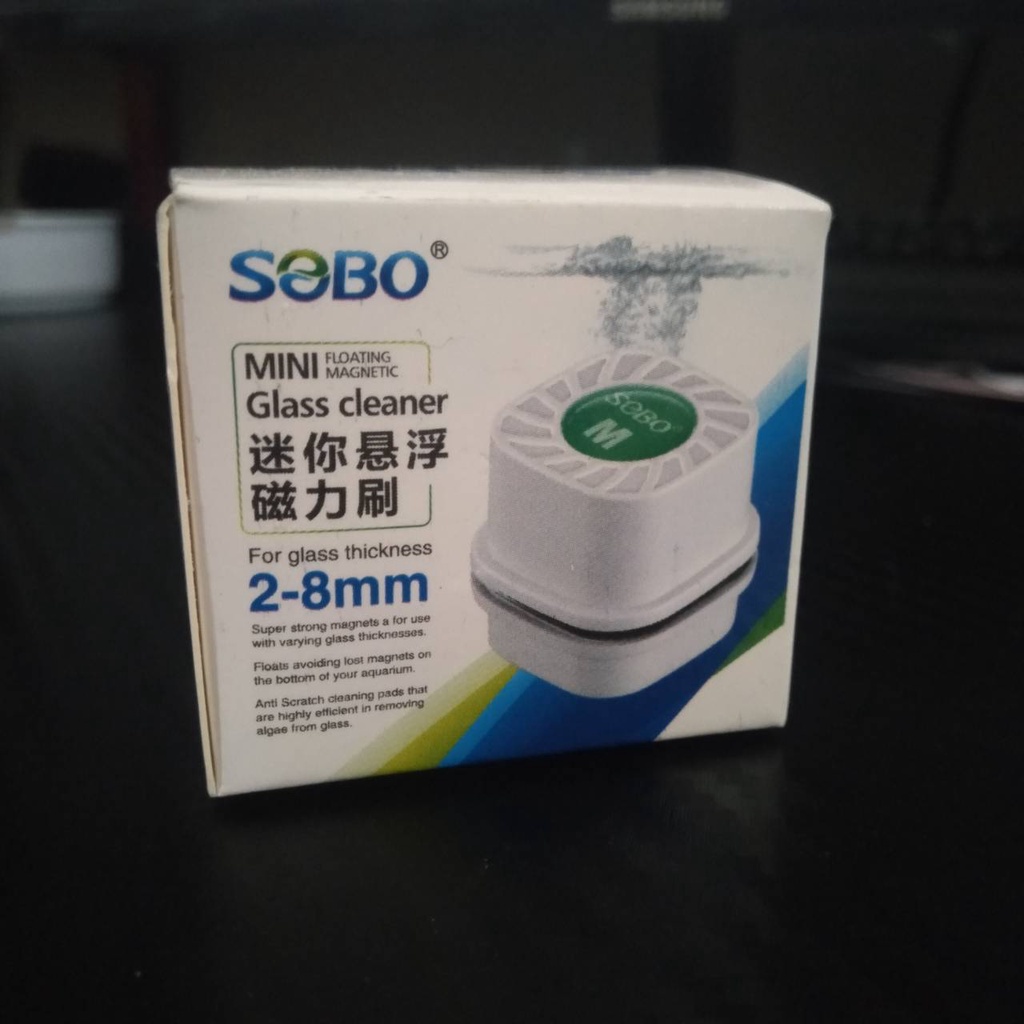 SAMSUNG
SOBO®
MINI FLOATING MAGNETIC
Glass cleaner
迷你悬浮
磁力刷
For glass thickness
2-8mm
Super strong magnets a for use
with varying glass thicknesses.
Floats avoiding lost magnets on
the bottom of your aquarium.
Anti Scratch cleaning pads that
are highly efficient in removing
algae from glass.
SOBO
M